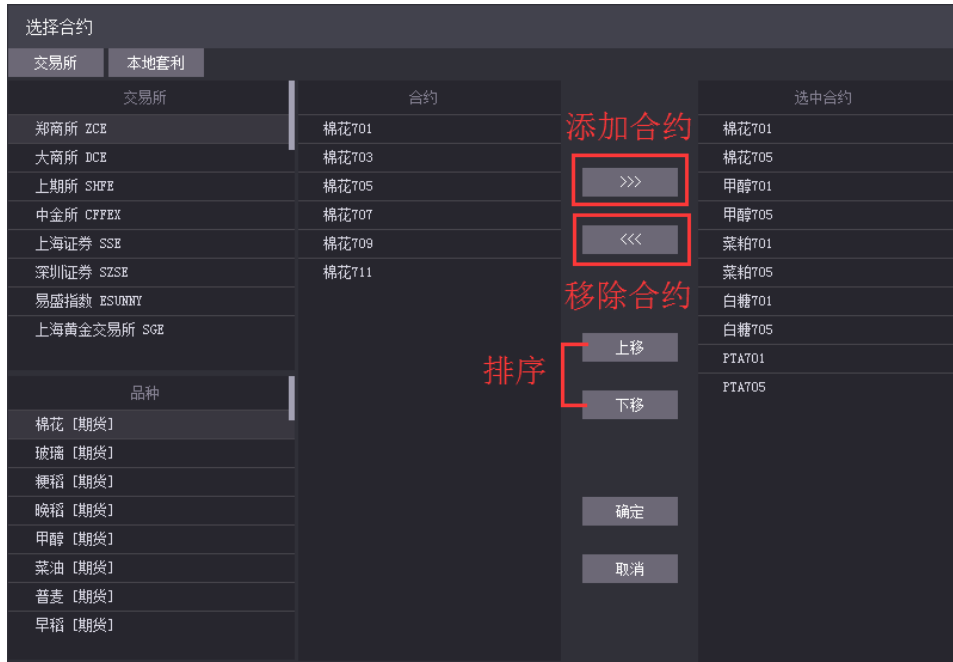 选择合约
交易所
本地套利
交易所
郑商所 ZCE
大商所 DCE
上期所 SHFE
中金所 CFFEX
上海证券 SSE
深圳证券 SZSE
易盛指数 ESUNNY
上海黄金交易所 SGE
品种
棉花 [期货]
玻璃 [期货]
粳稻 [期货]
晚稻 [期货]
甲醇 [期货]
菜油 [期货]
普麦 [期货]
早稻 [期货]
合约
棉花701
棉花703
棉花705
棉花707
棉花709
棉花711
添加合约
>>>
<<<
移除合约
排序
上移
下移
确定
取消
选中合约
棉花701
棉花705
甲醇701
甲醇705
菜粕701
菜粕705
白糖701
白糖705
PTA701
PTA705